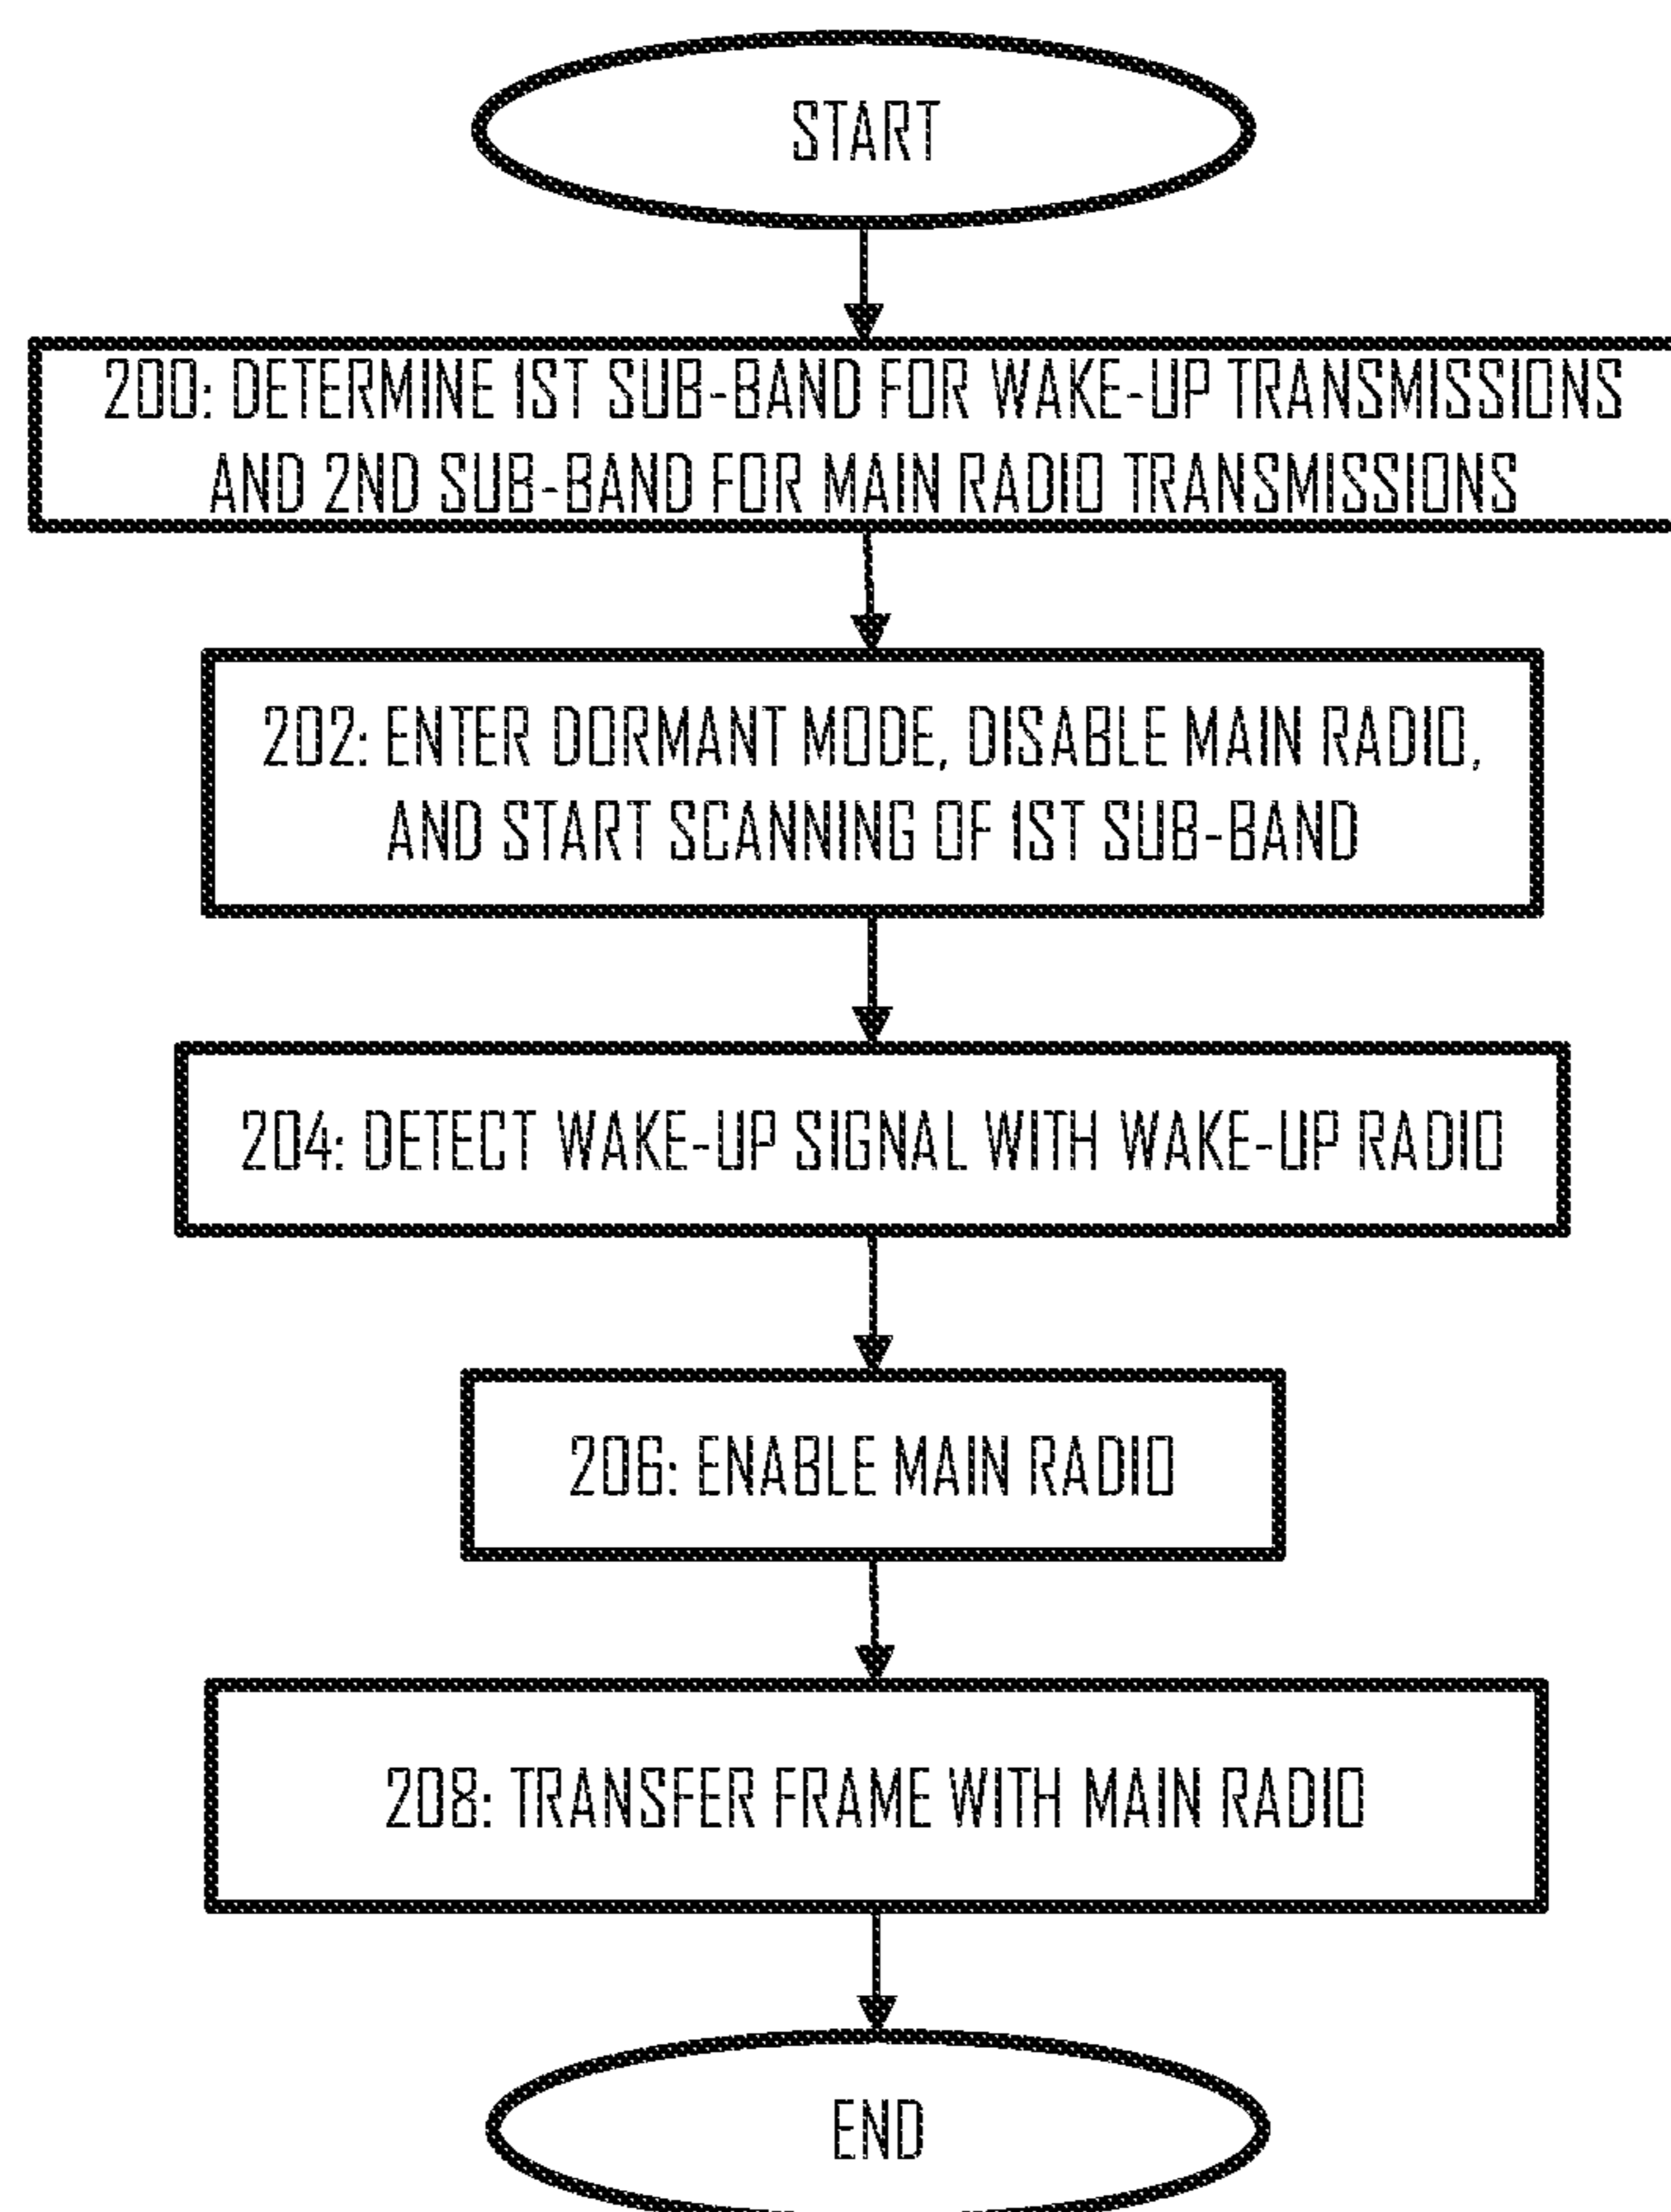 START
200: DETERMINE 1ST SUB-BAND FOR WAKE-UP TRANSMISSIONS
AND 2ND SUB-BAND FOR MAIN RADIO TRANSMISSIONS
202: ENTER DORMANT MODE, DISABLE MAIN RADIO,
AND START SCANNING OF 1ST SUB-BAND
204: DETECT WAKE-UP SIGNAL WITH WAKE-UP RADIO
206: ENABLE MAIN RADIO
208: TRANSFER FRAME WITH MAIN RADIO
END